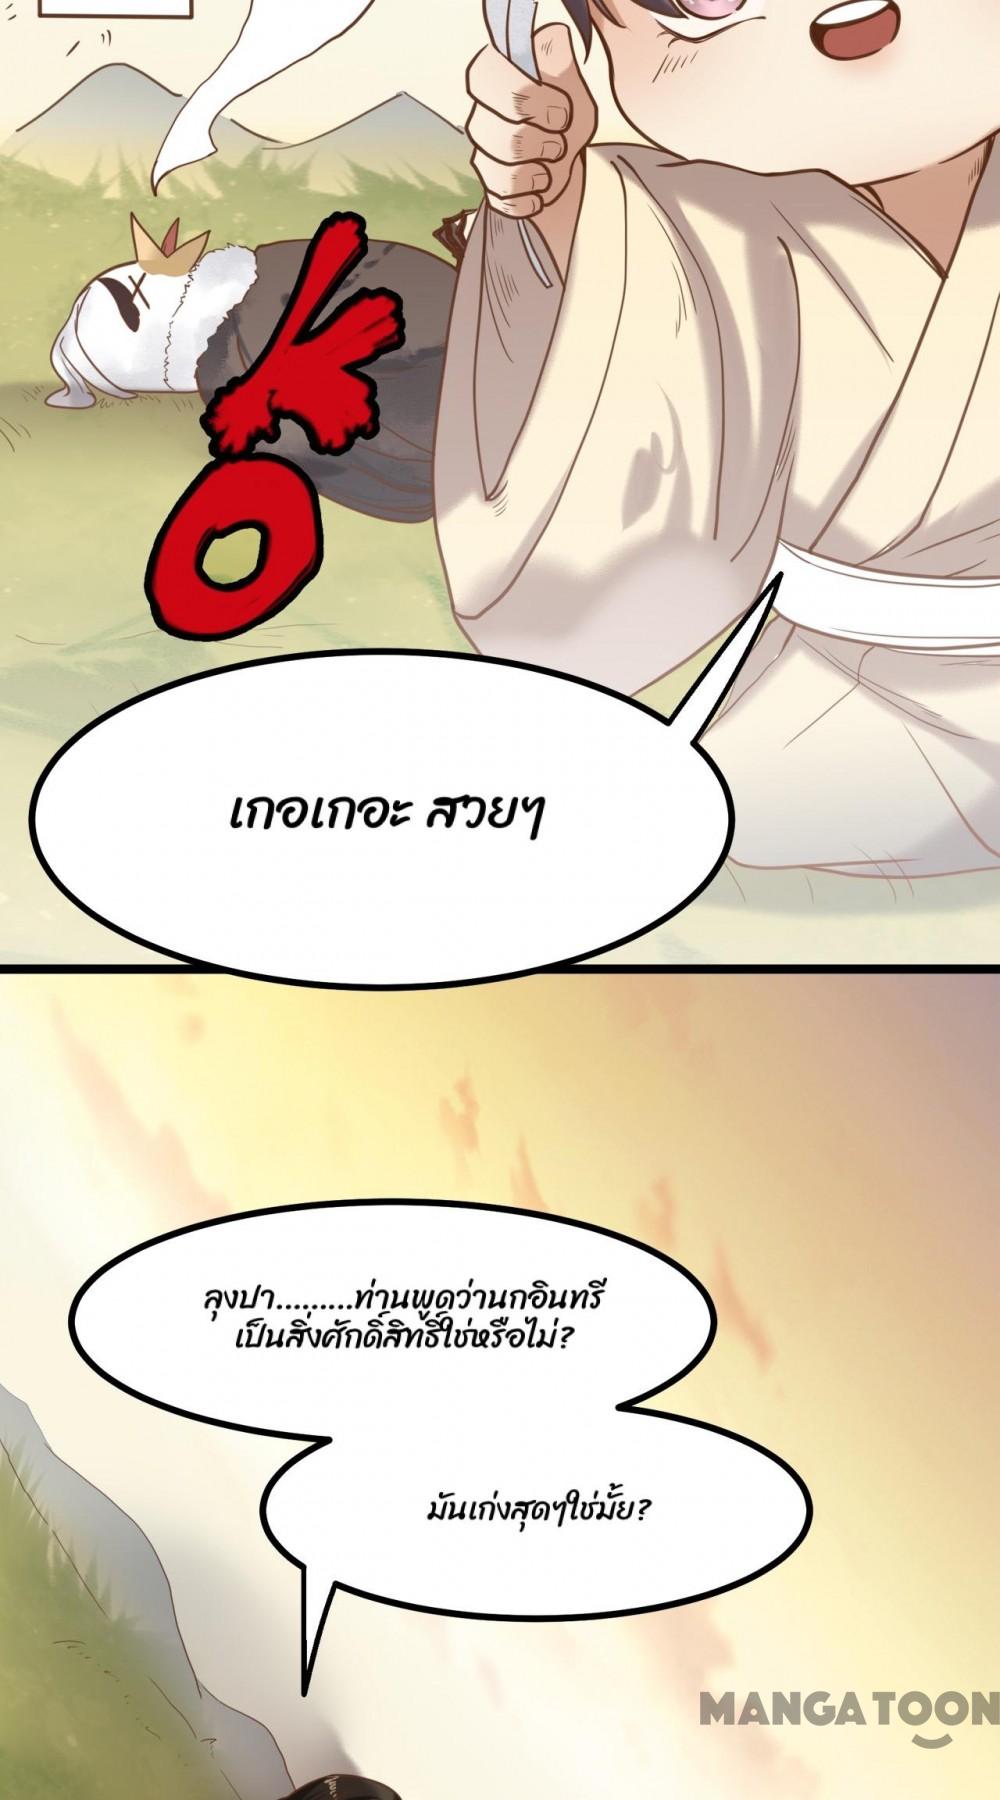 으
เกอเกอะ สวยๆ
ลุงปา.........ท่านพูดว่านกอินทรี
เป็นสิ่งศักดิ์สิทธิ์ใช่หรือไม่?
มันเก่งสุดๆใช่มั้ย?
MANGATOON